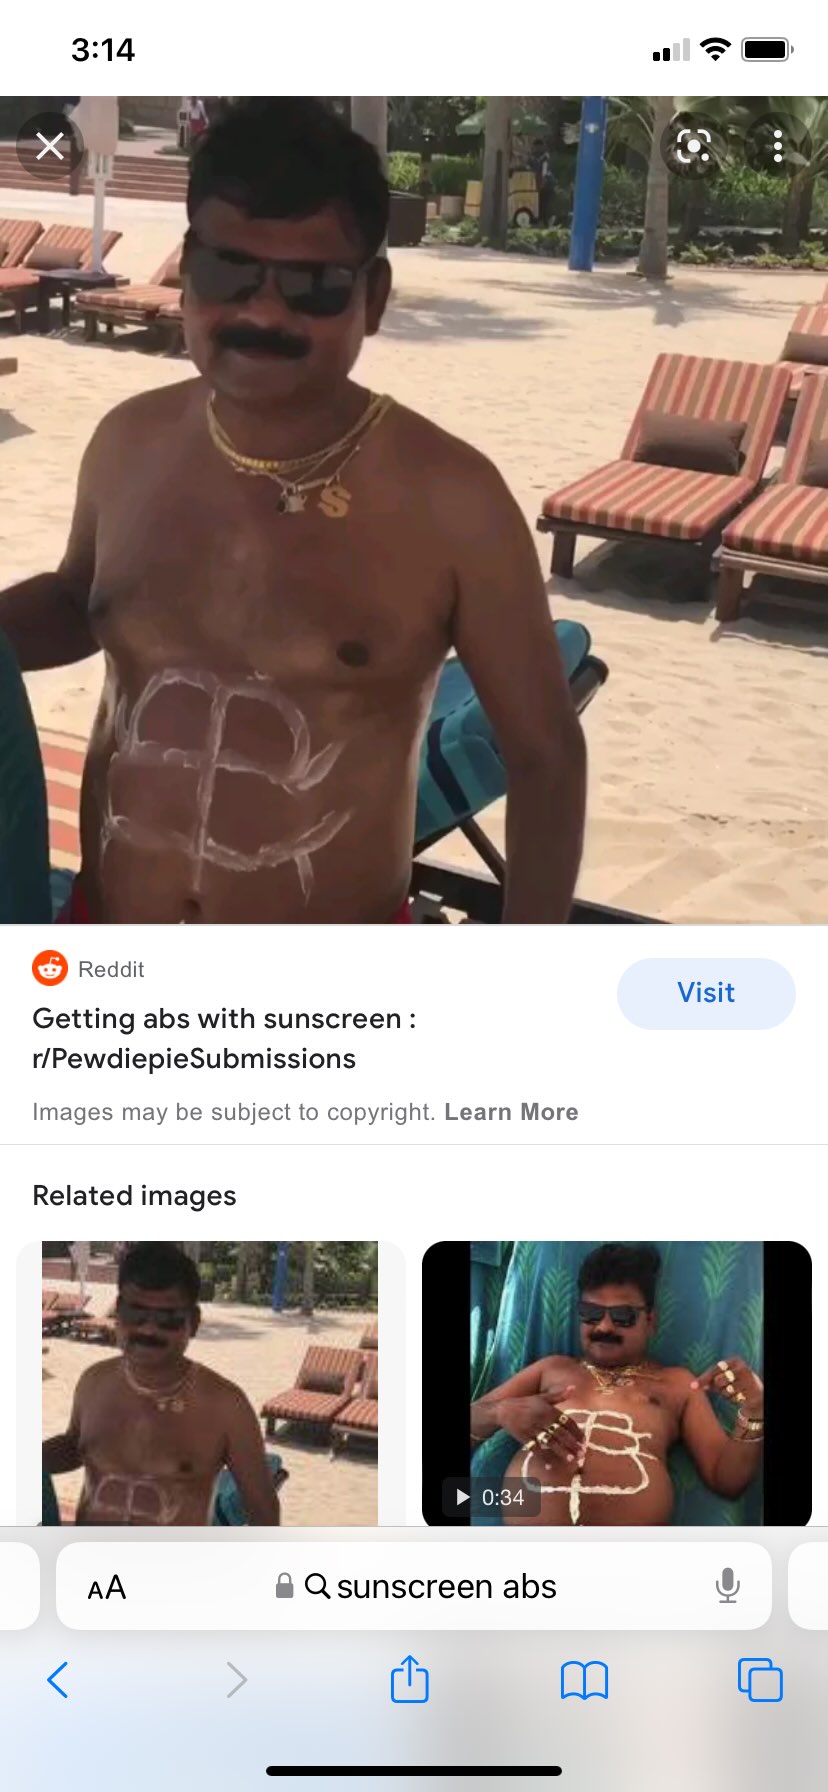 3:14
S
Reddit
Visit
Getting abs with sunscreen :
r/PewdiepieSubmissions
Images may be subject to copyright. Learn More
Related images
0:34
AA
sunscreen abs